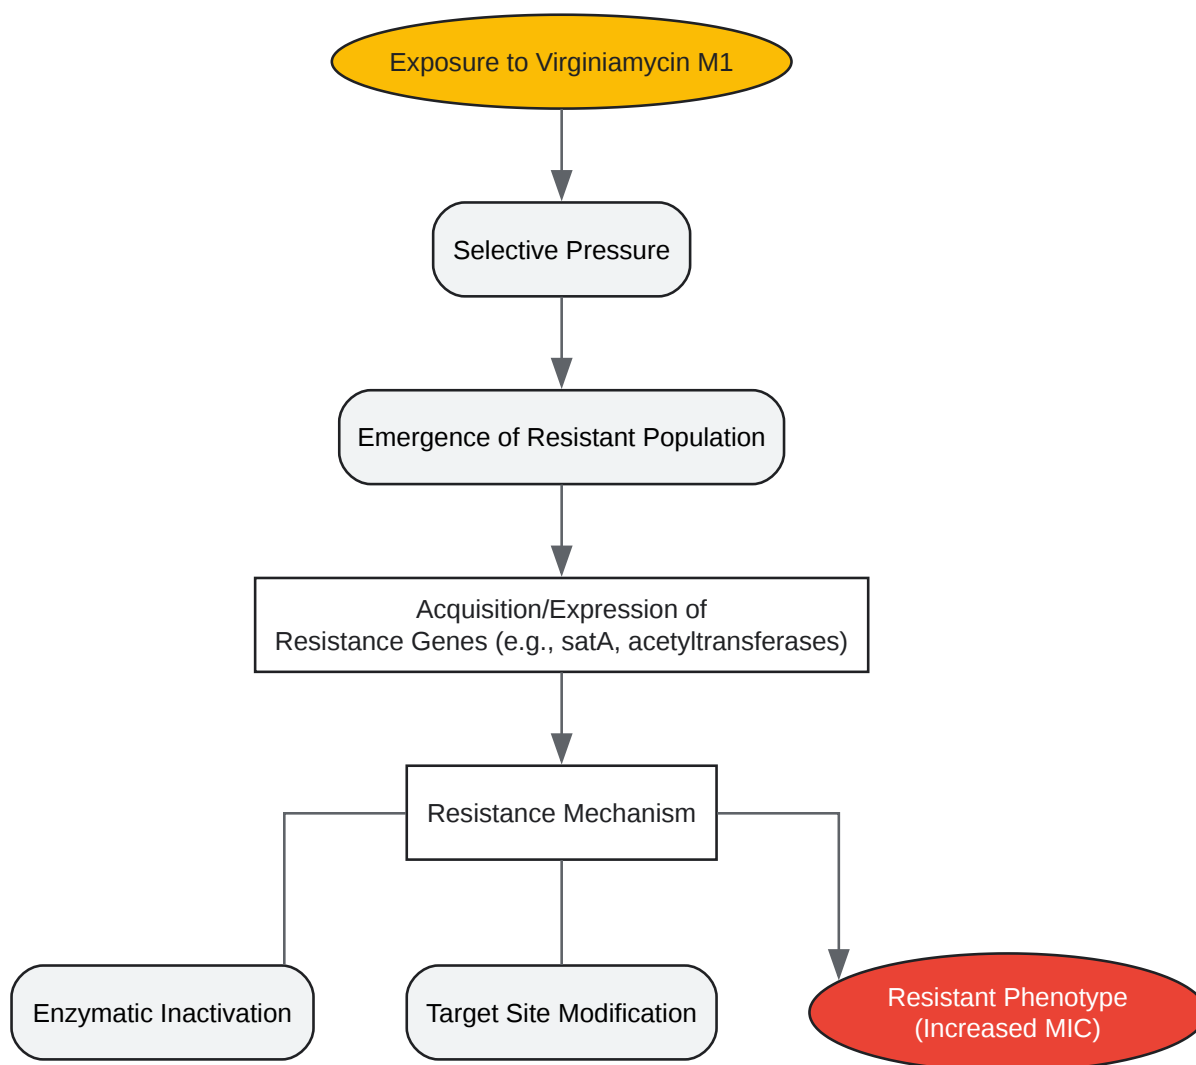 Exposure to Virginiamycin M1
Selective Pressure
Emergence of Resistant Population
Acquisition/Expression of
Resistance Genes (e.g., satA, acetyltransferases)
Resistance Mechanism
Enzymatic Inactivation
Target Site Modification
Resistant Phenotype
(Increased MIC)